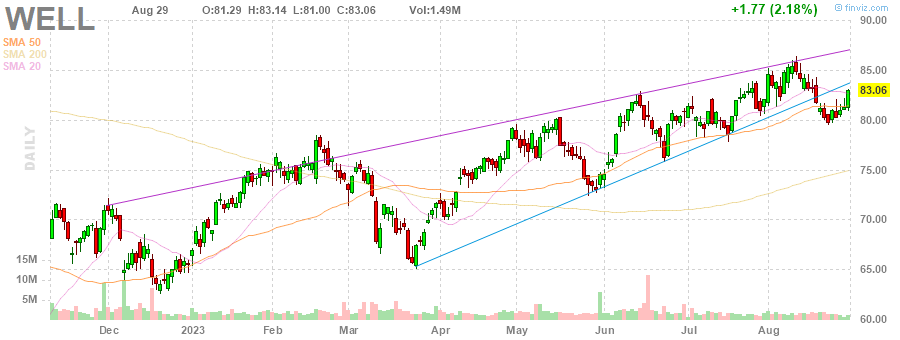 WELL
Aug 29 O:81.29 H:83.14 L:81.00 C:83.06 Vol:1.49M +1.77 (2.18%) © finviz.com
SMA 50
SMA 200
SMA 20
DAILY
90.00
85.00
83.06
80.00
75.00
70.00
65.00
60.00
15M
10M
5M
Dec 2023 Feb Mar Apr May Jun Jul Aug